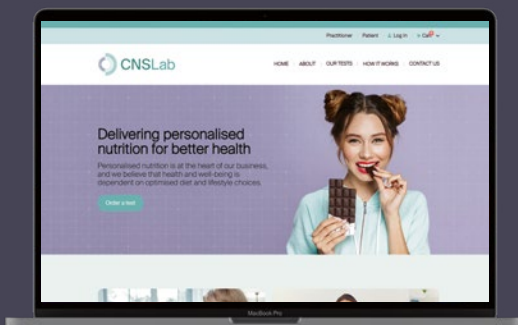 Practitioner Patient Log In Cart
CNSLab
HOME ABOUT OUR TESTS HOW IT WORKS CONTACT US
Delivering personalised
nutrition for better health
Personalised nutrition is at the heart of our business,
and we believe that health and well-being is
dependent on optimised diet and lifestyle choices.
Order a test
MacBook Pro